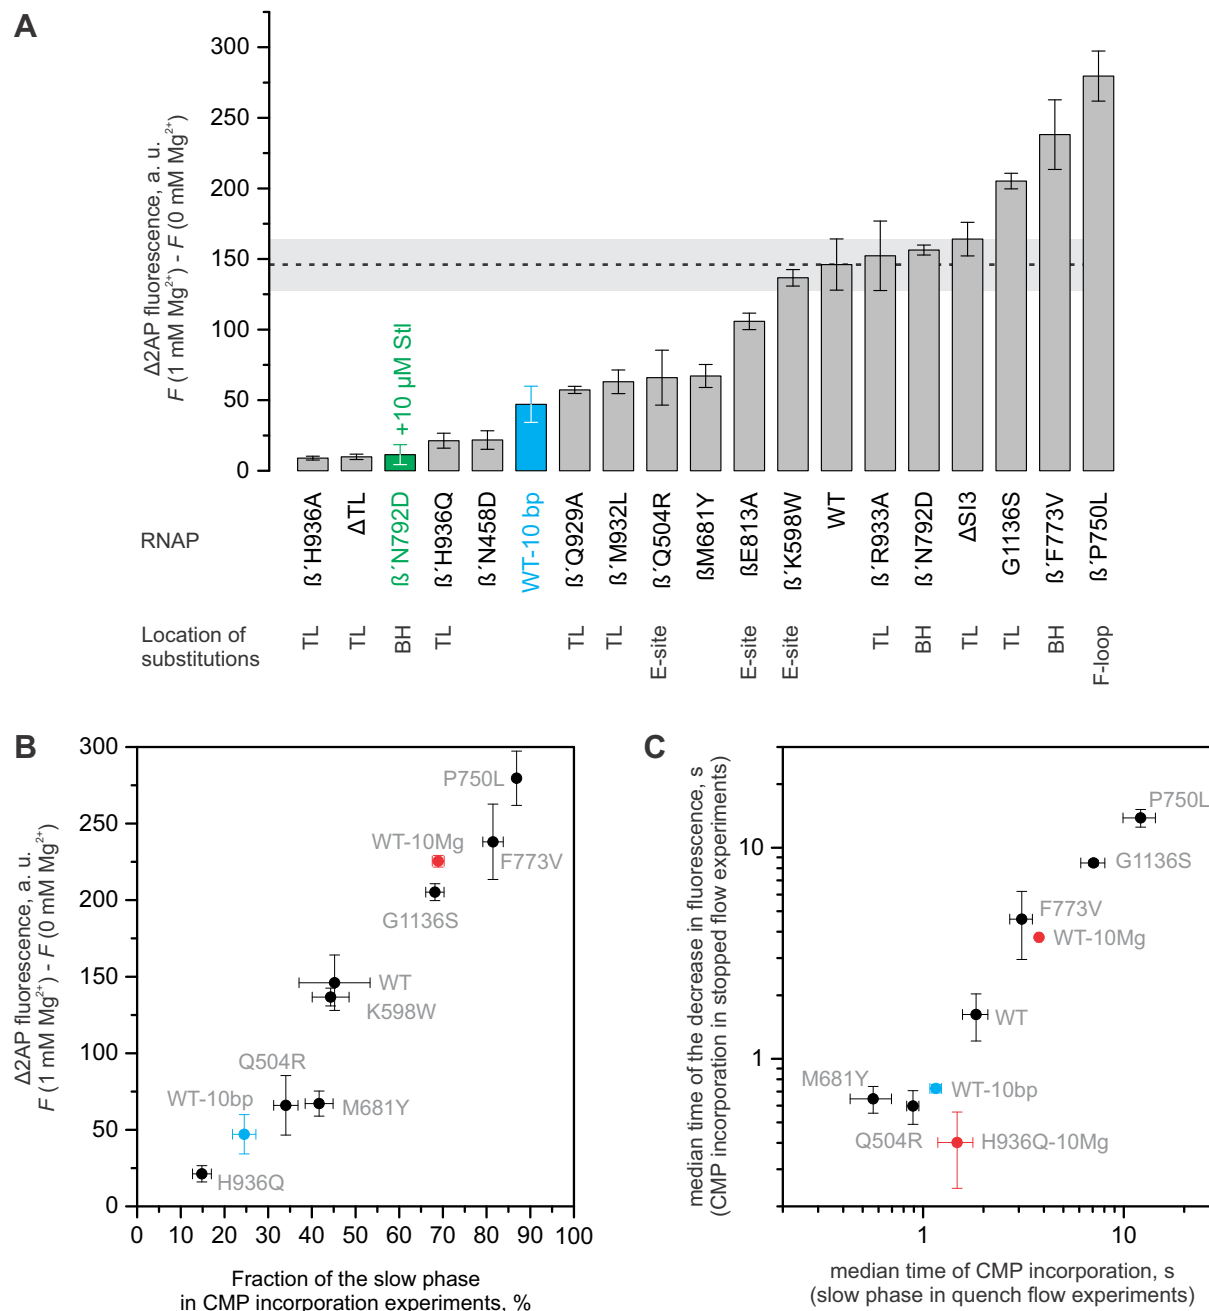 A
Δ2AP fluorescence, a. u.
F (1 mM Mg²⁺) - F (0 mM Mg²⁺)
300
250
200
150
100
50
0
+10 µM Stl
RNAP
ß´H936A
ΔTL
ß´N792D
ß´H936Q
ß´N458D
WT-10 bp
ß´Q929A
ß´M932L
ß´Q504R
ßM681Y
ßE813A
ß´K598W
WT
ß´R933A
ß´N792D
ΔSI3
G1136S
ß´F773V
ß´P750L
Location of
substitutions
TL
TL
BH
TL
TL
TL
E-site
E-site
E-site
TL
BH
TL
TL
BH
F-loop
B
Δ2AP fluorescence, a. u.
F (1 mM Mg²⁺) - F (0 mM Mg²⁺)
300
250
200
150
100
50
0
P750L
WT-10Mg
F773V
G1136S
WT
K598W
Q504R
WT-10bp
M681Y
H936Q
0 10 20 30 40 50 60 70 80 90 100
Fraction of the slow phase
in CMP incorporation experiments, %
C
median time of the decrease in fluorescence, s
(CMP incorporation in stopped flow experiments)
10
1
P750L
G1136S
F773V
WT-10Mg
WT
M681Y
WT-10bp
Q504R
H936Q-10Mg
1 10
median time of CMP incorporation, s
(slow phase in quench flow experiments)